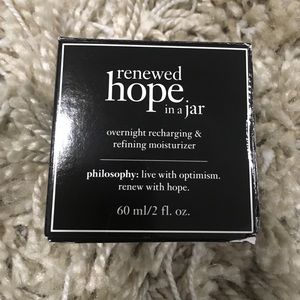 renewed
hope
in a jar
overnight recharging &
refining moisturizer
philosophy: live with optimism.
renew with hope.
60 ml/2 fl. oz.